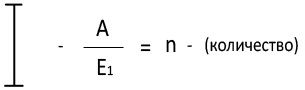 I - A / E₁ = n - (количество)